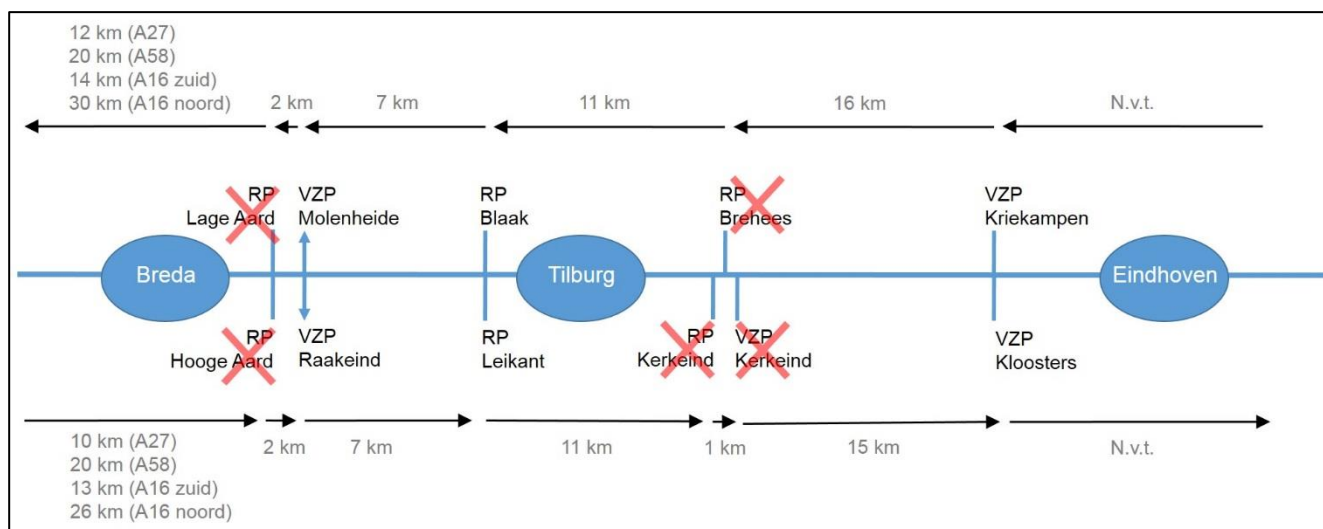 12 km (A27)
20 km (A58)
14 km (A16 zuid)
30 km (A16 noord)
2 km
7 km
11 km
16 km
N.v.t.
RP
Lage Aard
VZP
Molenheide
RP
Blaak
RP
Brehees
VZP
Kriekampen
Breda
Tilburg
Eindhoven
RP
Hooge Aard
VZP
Raakeind
RP
Leikant
RP
Kerkeind
VZP
Kerkeind
VZP
Kloosters
10 km (A27)
20 km (A58)
13 km (A16 zuid)
26 km (A16 noord)
2 km
7 km
11 km
1 km
15 km
N.v.t.